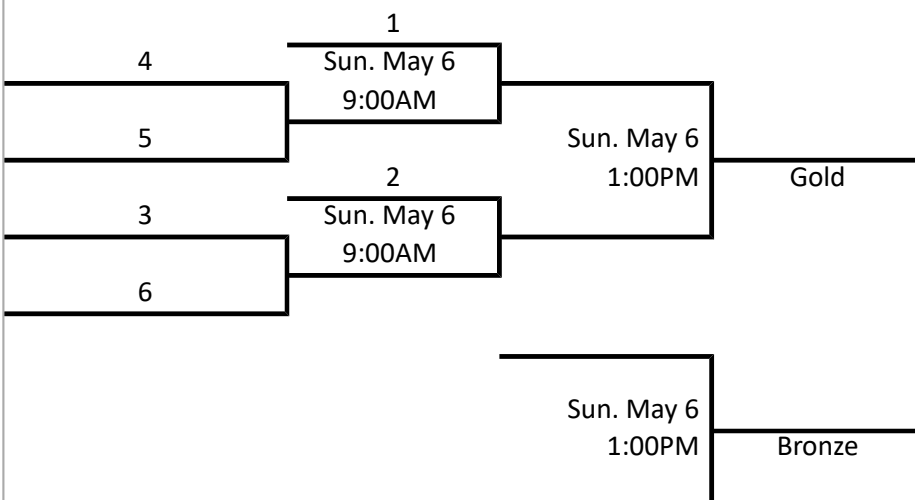 1
4
Sun. May 6
9:00AM
5
Sun. May 6
1:00PM
Gold
2
3
Sun. May 6
9:00AM
6
Sun. May 6
1:00PM
Bronze